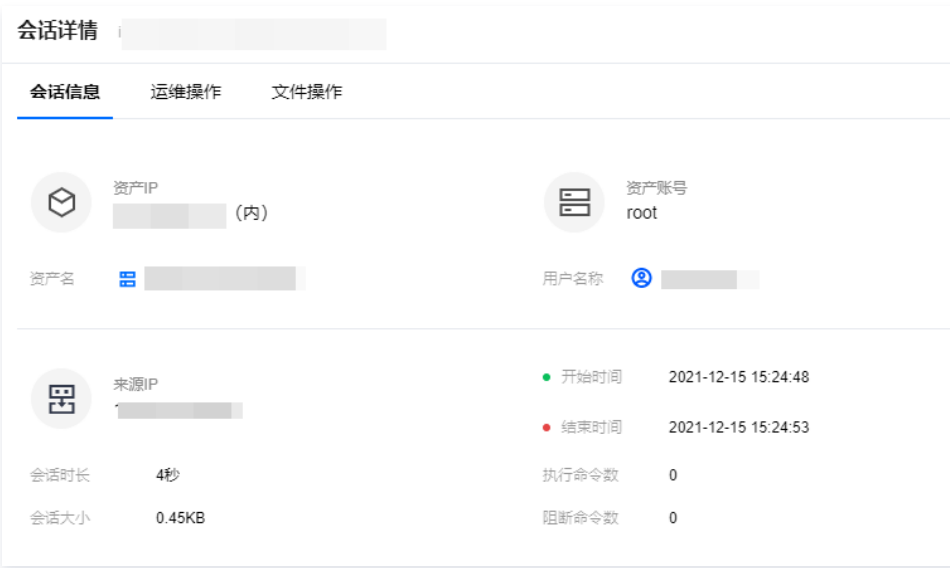 会话详情
会话信息 运维操作 文件操作
资产IP
（内）
资产账号
root
资产名
用户名称
来源IP
开始时间 2021-12-15 15:24:48
结束时间 2021-12-15 15:24:53
会话时长 4秒
执行命令数 0
会话大小 0.45KB
阻断命令数 0